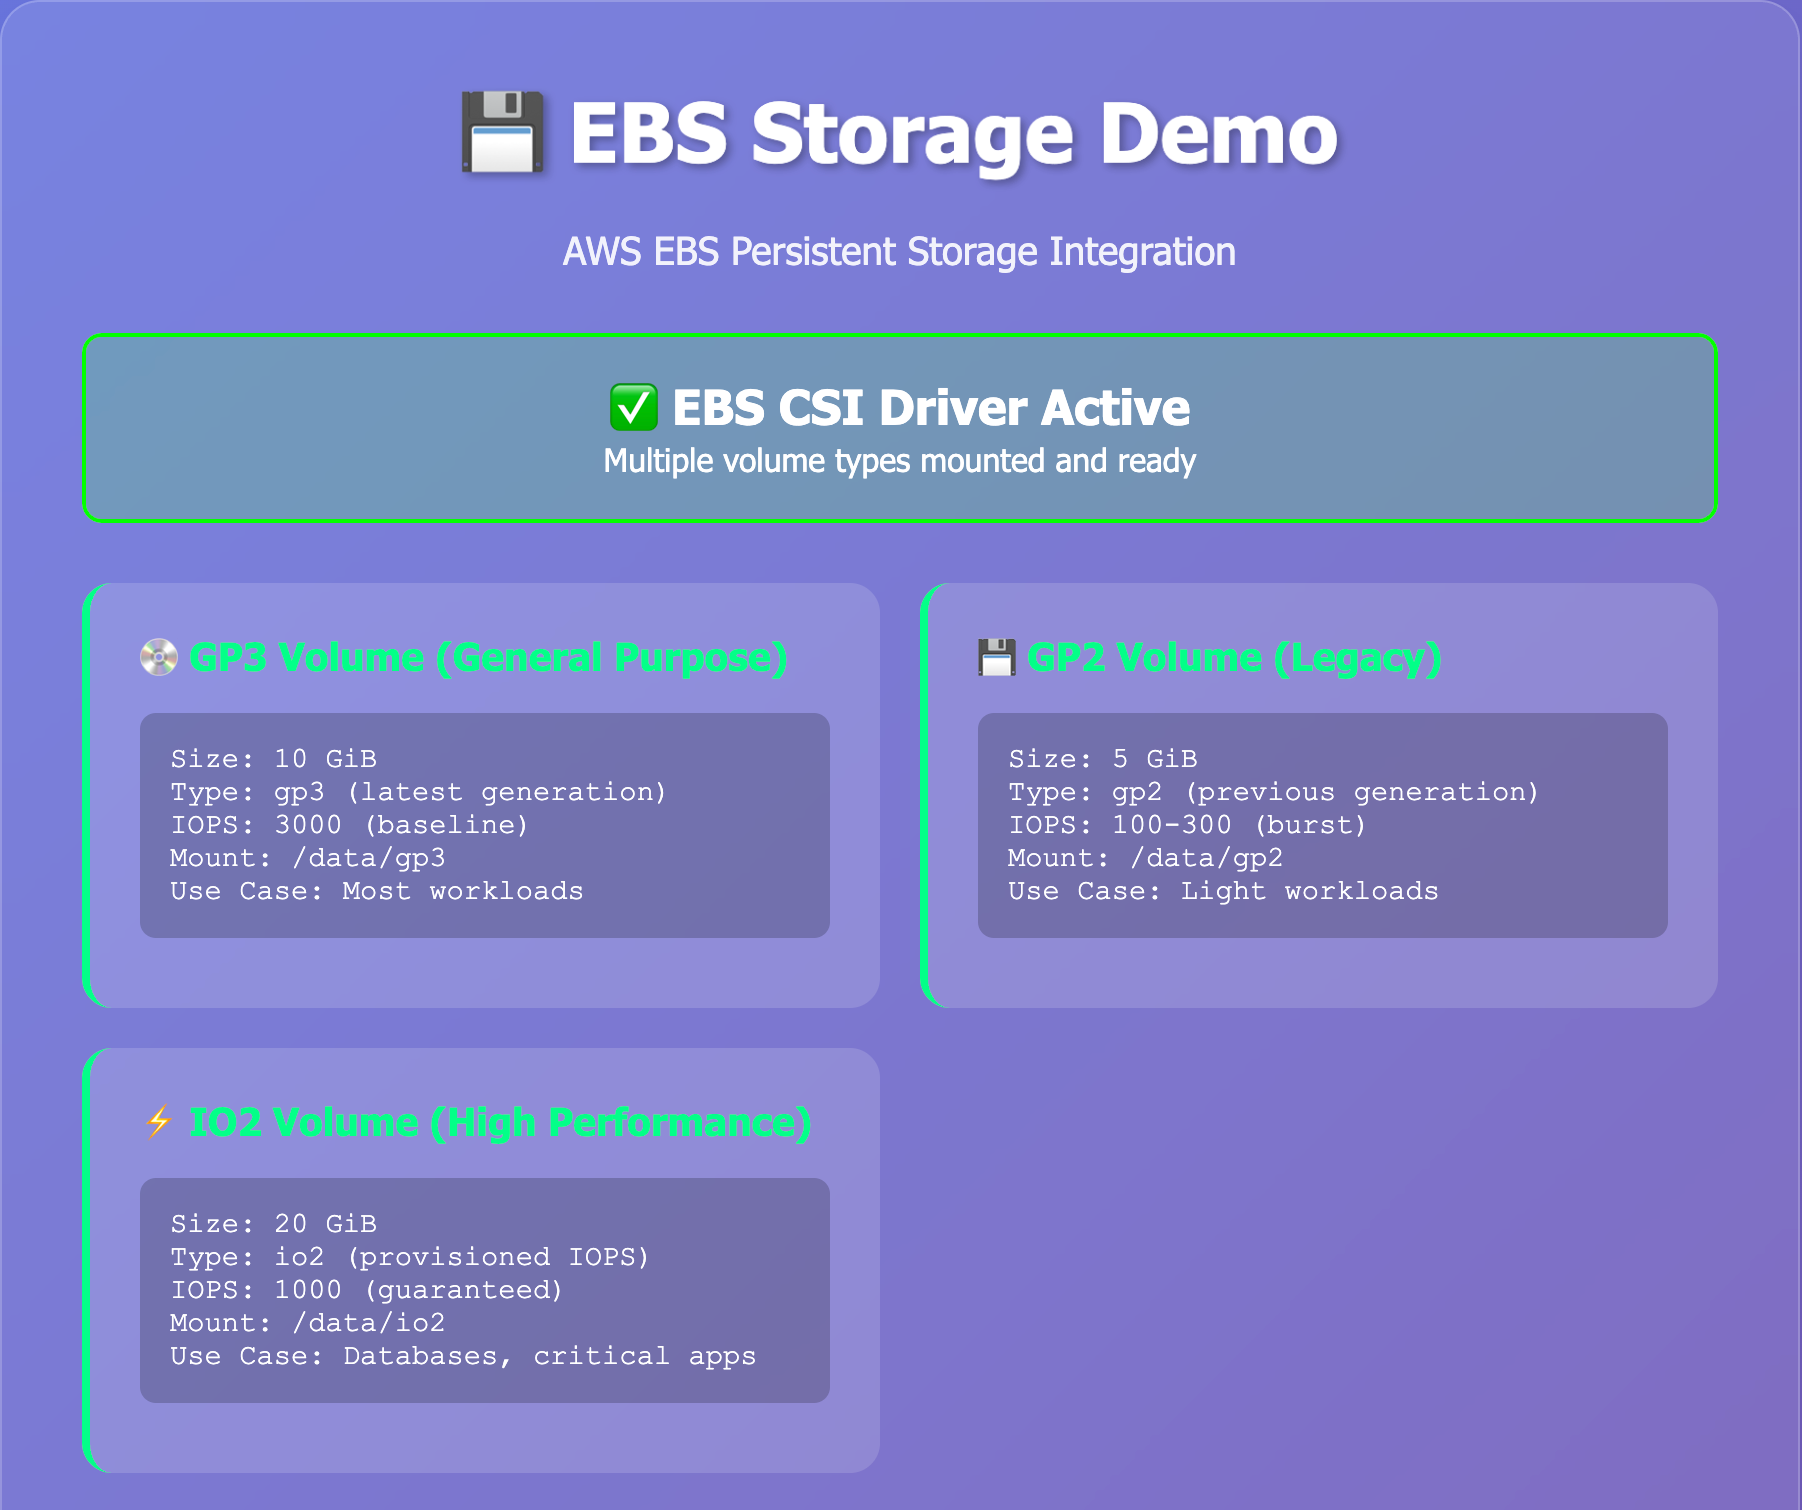 EBS Storage Demo
AWS EBS Persistent Storage Integration
EBS CSI Driver Active
Multiple volume types mounted and ready
GP3 Volume (General Purpose)
Size: 10 GiB
Type: gp3 (latest generation)
IOPS: 3000 (baseline)
Mount: /data/gp3
Use Case: Most workloads
GP2 Volume (Legacy)
Size: 5 GiB
Type: gp2 (previous generation)
IOPS: 100-300 (burst)
Mount: /data/gp2
Use Case: Light workloads
IO2 Volume (High Performance)
Size: 20 GiB
Type: io2 (provisioned IOPS)
IOPS: 1000 (guaranteed)
Mount: /data/io2
Use Case: Databases, critical apps